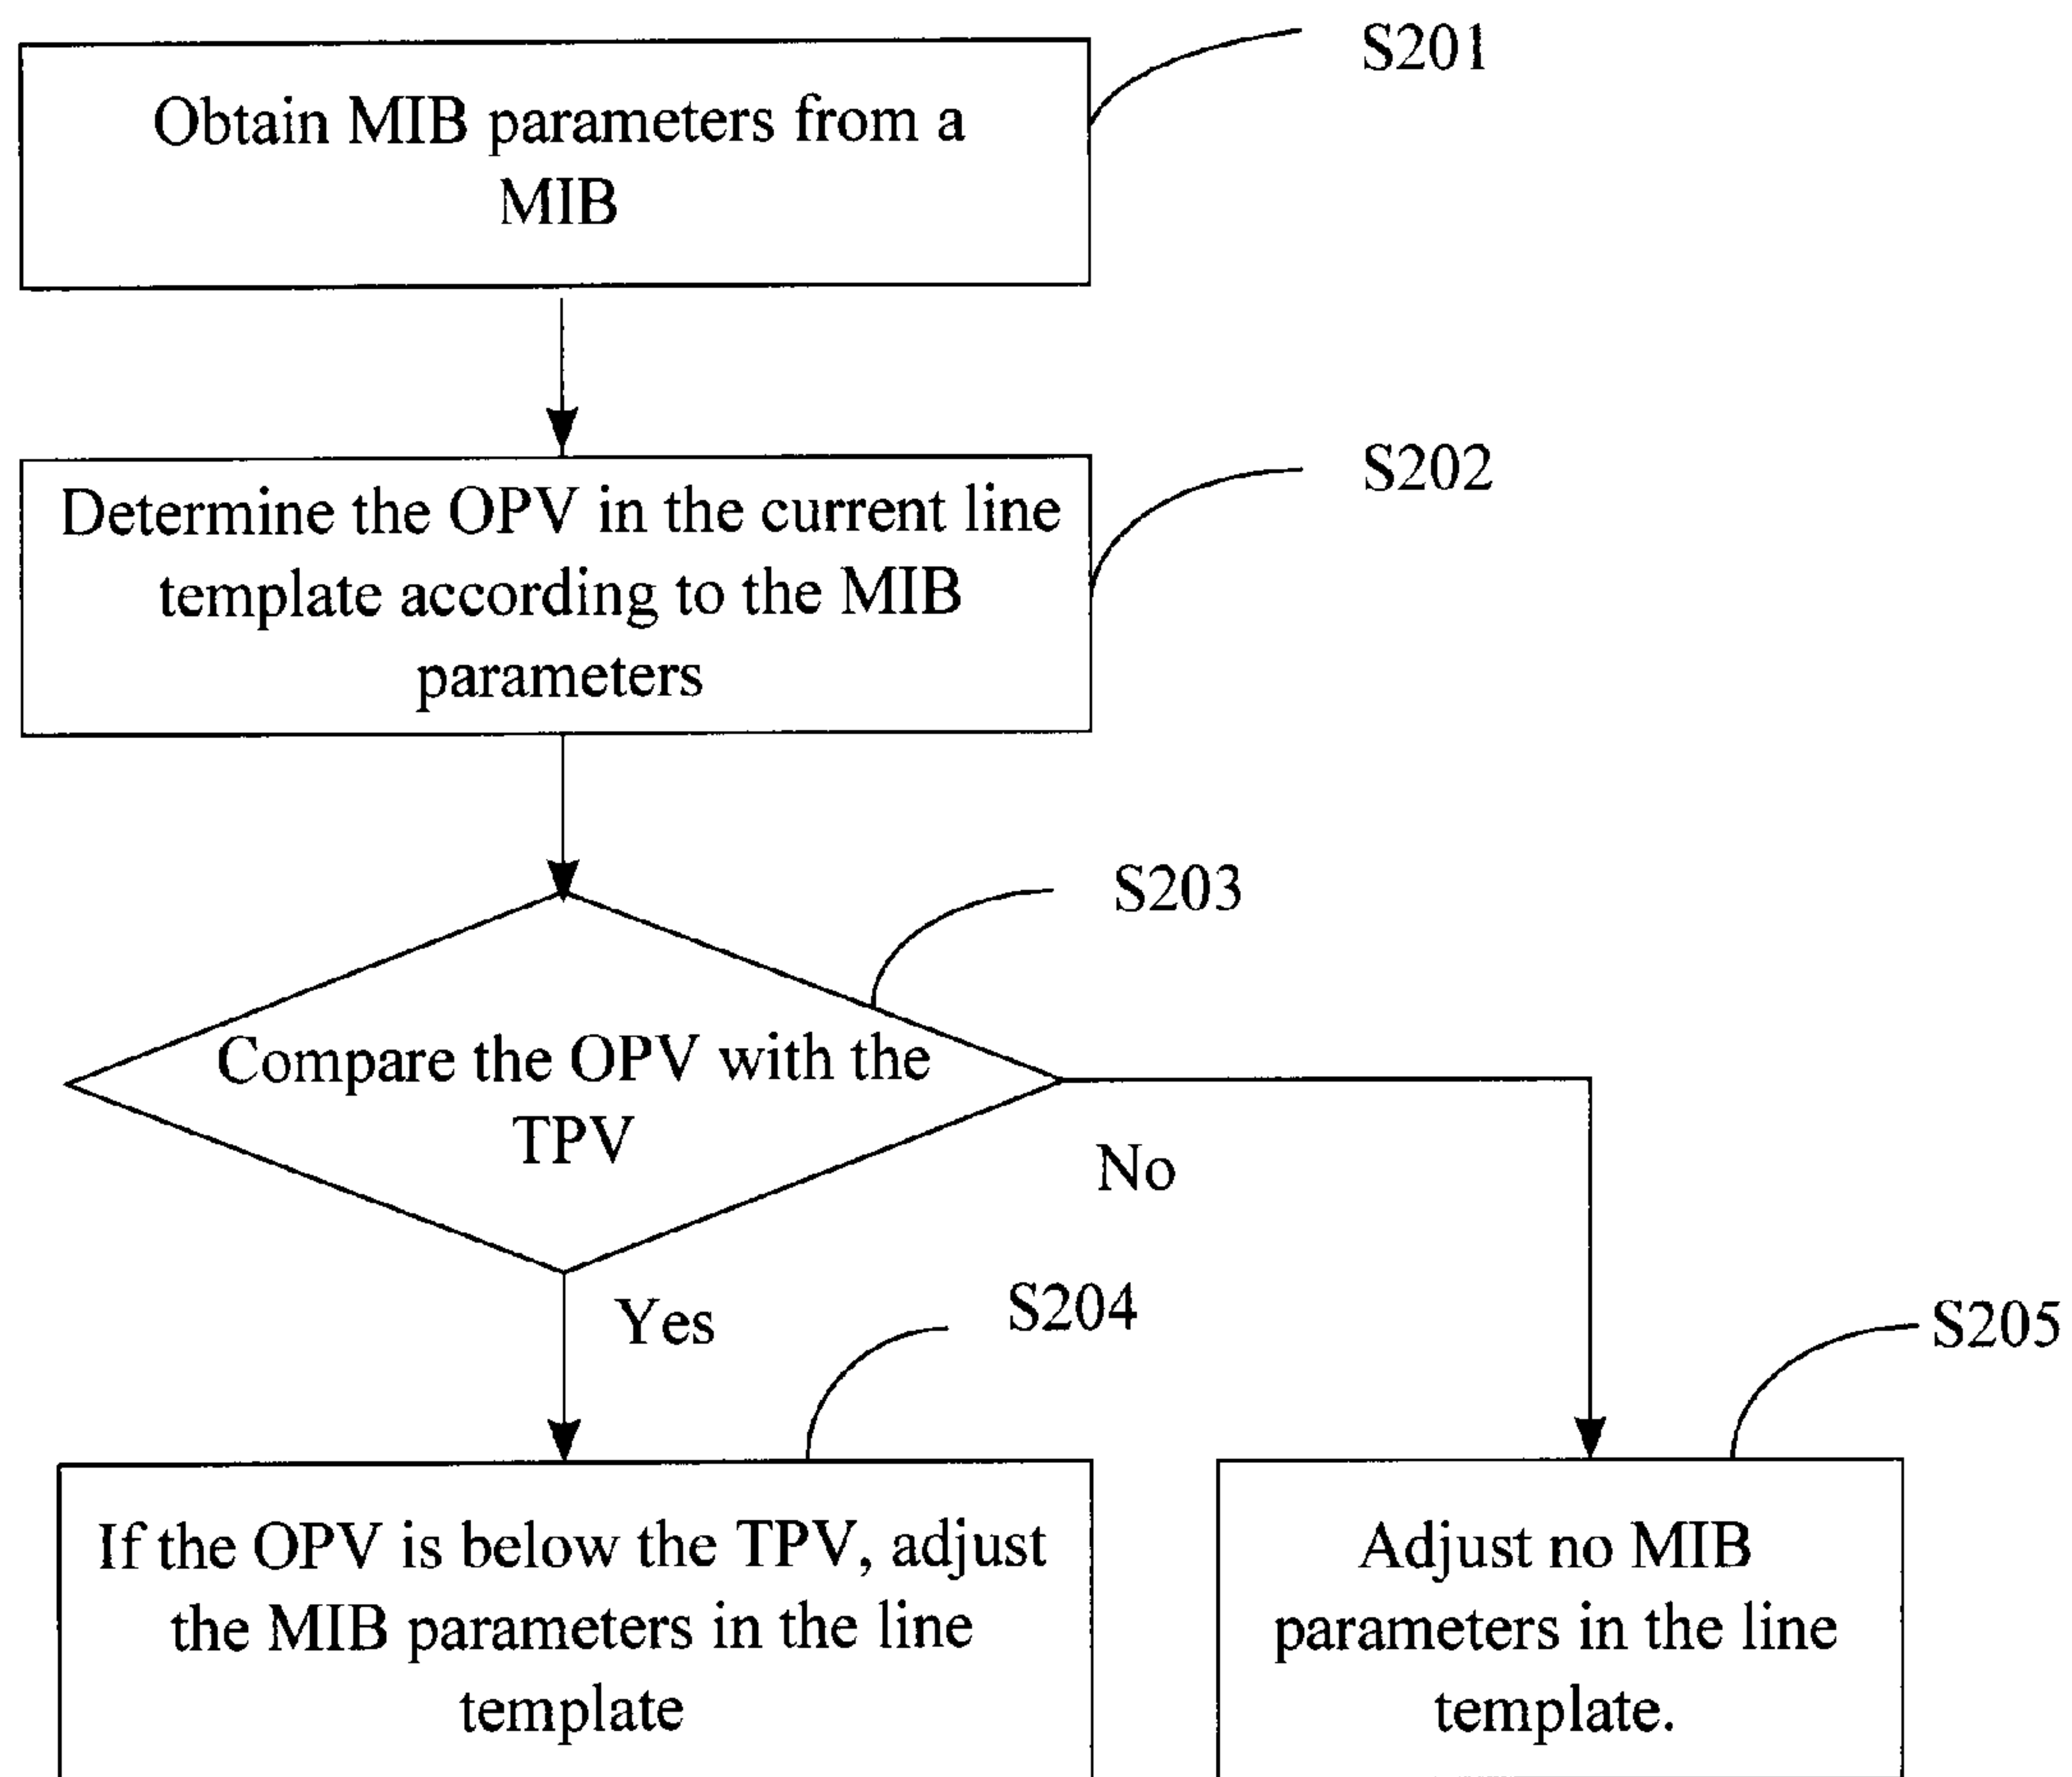 S201
Obtain MIB parameters from a
MIB
S202
Determine the OPV in the current line
template according to the MIB
parameters
S203
Compare the OPV with the
TPV
No
Yes
S204
S205
If the OPV is below the TPV, adjust
the MIB parameters in the line
template
Adjust no MIB
parameters in the line
template.